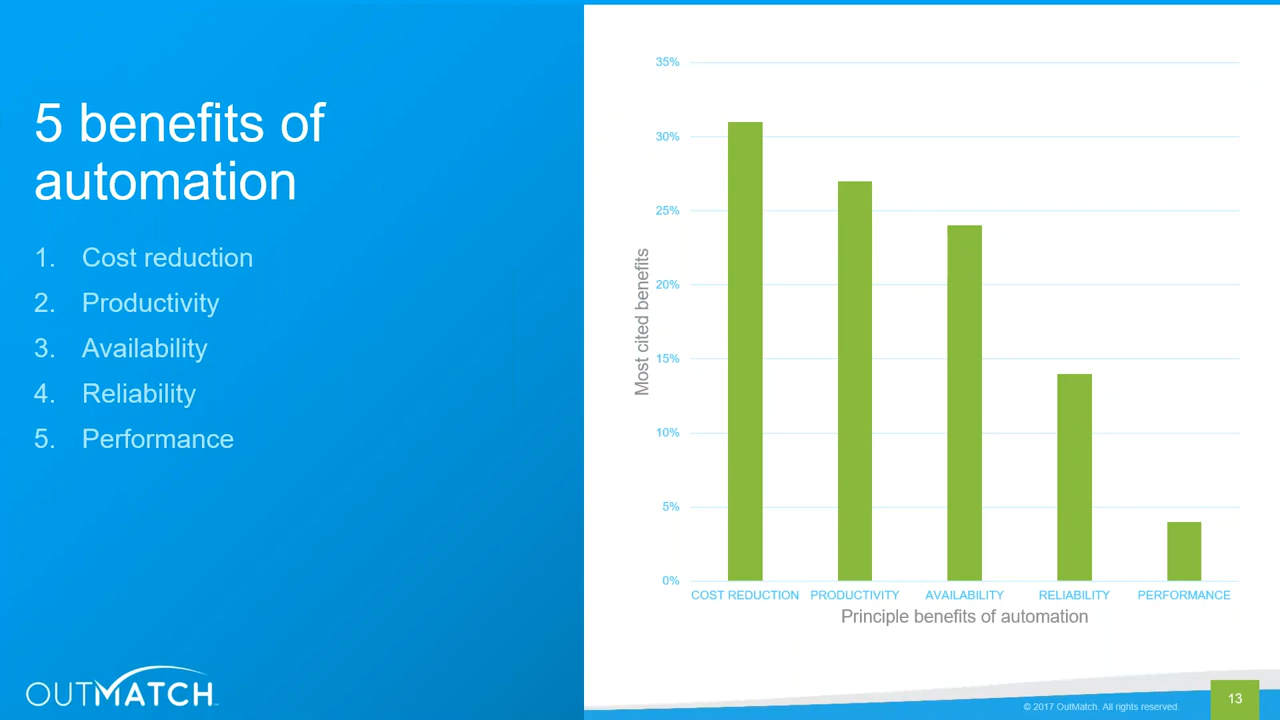 5 benefits of
automation
1. Cost reduction
2. Productivity
3. Availability
4. Reliability
5. Performance
OUTMATCH
Most cited benefits
35%
30%
25%
20%
15%
10%
5%
0%
COST REDUCTION PRODUCTIVITY AVAILABILITY RELIABILITY PERFORMANCE
Principle benefits of automation
© 2017 OutMatch. All rights reserved.
13